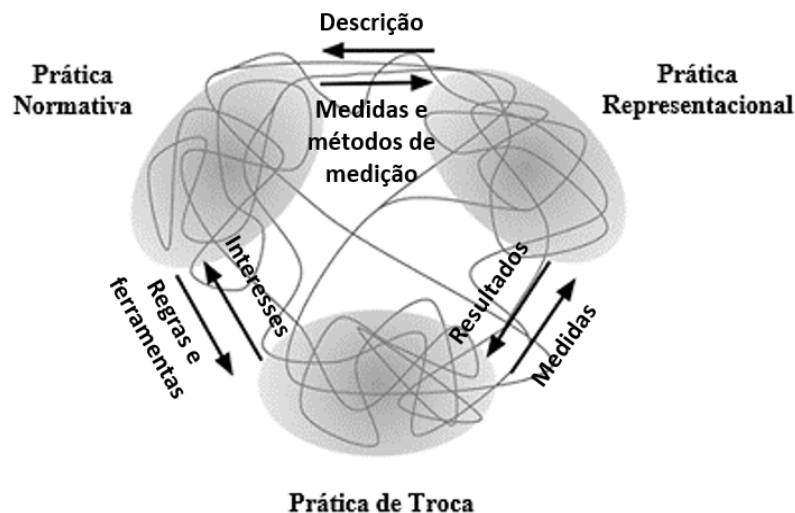 Descrição
Prática
Normativa
Prática
Representacional
Medidas e
métodos de
medição
Regras e
ferramentas
Interesses
Resultados
Medidas
Prática de Troca